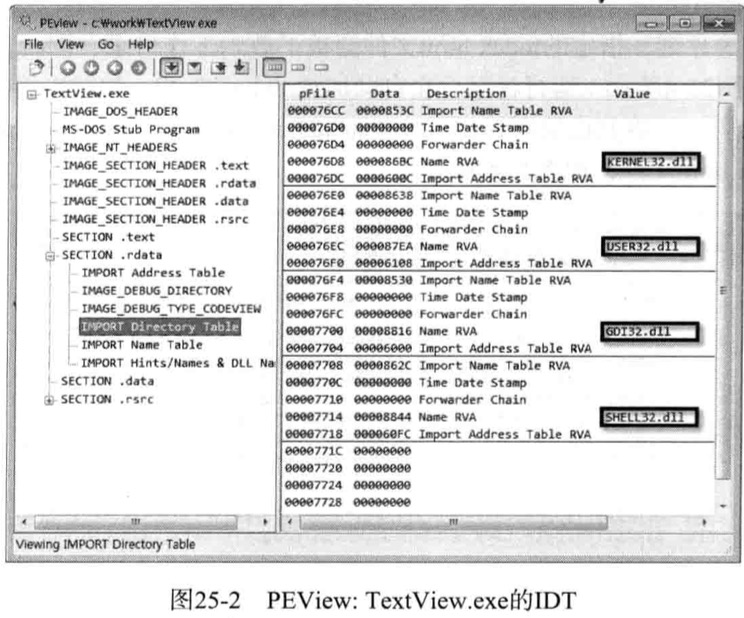 PEView - c:₩work₩TextView.exe
File View Go Help
TextView.exe
IMAGE_DOS_HEADER
MS-DOS Stub Program
IMAGE_NT_HEADERS
IMAGE_SECTION_HEADER .text
IMAGE_SECTION_HEADER .rdata
IMAGE_SECTION_HEADER .data
IMAGE_SECTION_HEADER .rsrc
SECTION .text
SECTION .rdata
IMPORT Address Table
IMAGE_DEBUG_DIRECTORY
IMAGE_DEBUG_TYPE_CODEVIEW
IMPORT Directory Table
IMPORT Name Table
IMPORT Hints/Names & DLL Na
SECTION .data
SECTION .rsrc
pFile Data Description Value
000076CC 0000853C Import Name Table RVA
000076D0 00000000 Time Date Stamp
000076D4 00000000 Forwarder Chain
000076D8 000086BC Name RVA KERNEL32.dll
000076DC 0000600C Import Address Table RVA
000076E0 00008638 Import Name Table RVA
000076E4 00000000 Time Date Stamp
000076E8 00000000 Forwarder Chain
000076EC 000087EA Name RVA USER32.dll
000076F0 00006108 Import Address Table RVA
000076F4 00008530 Import Name Table RVA
000076F8 00000000 Time Date Stamp
000076FC 00000000 Forwarder Chain
00007700 00008816 Name RVA GDI32.dll
00007704 00006000 Import Address Table RVA
00007708 0000862C Import Name Table RVA
0000770C 00000000 Time Date Stamp
00007710 00000000 Forwarder Chain
00007714 00008844 Name RVA SHELL32.dll
00007718 000060FC Import Address Table RVA
0000771C 00000000
00007720 00000000
00007724 00000000
00007728 00000000
Viewing IMPORT Directory Table
图25-2 PEView: TextView.exe的IDT